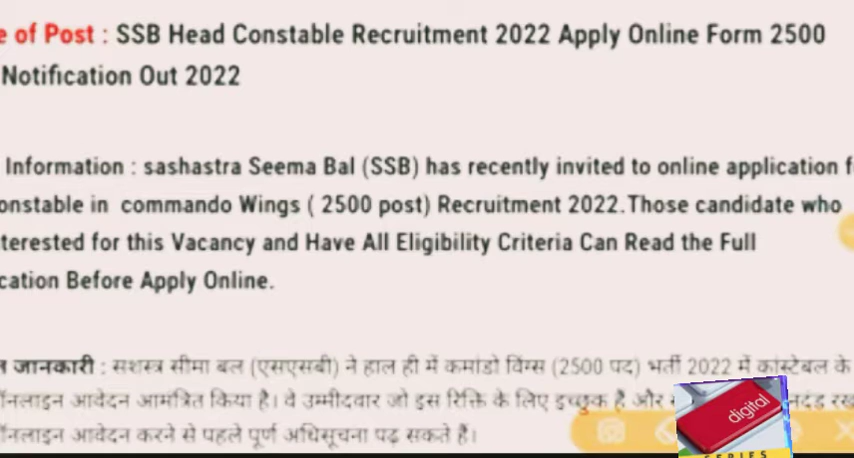 e of Post : SSB Head Constable Recruitment 2022 Apply Online Form 2500
Notification Out 2022
Information : sashastra Seema Bal (SSB) has recently invited to online application f
onstable in commando Wings ( 2500 post) Recruitment 2022.Those candidate who
terested for this Vacancy and Have All Eligibility Criteria Can Read the Full
cation Before Apply Online.
जानकारी : सशस्त्र सीमा बल (एसएसबी) ने हाल ही में कमांडो विंग्स (2500 पद) भर्ती 2022 में कांस्टेबल के
नलाइन आवेदन आमंत्रित किया है। वे उम्मीदवार जो इस रिक्ति के लिए इच्छुक हैं और
नलाइन आवेदन करने से पहले पूर्ण अधिसूचना पढ़ सकते हैं।
digital
SERIES